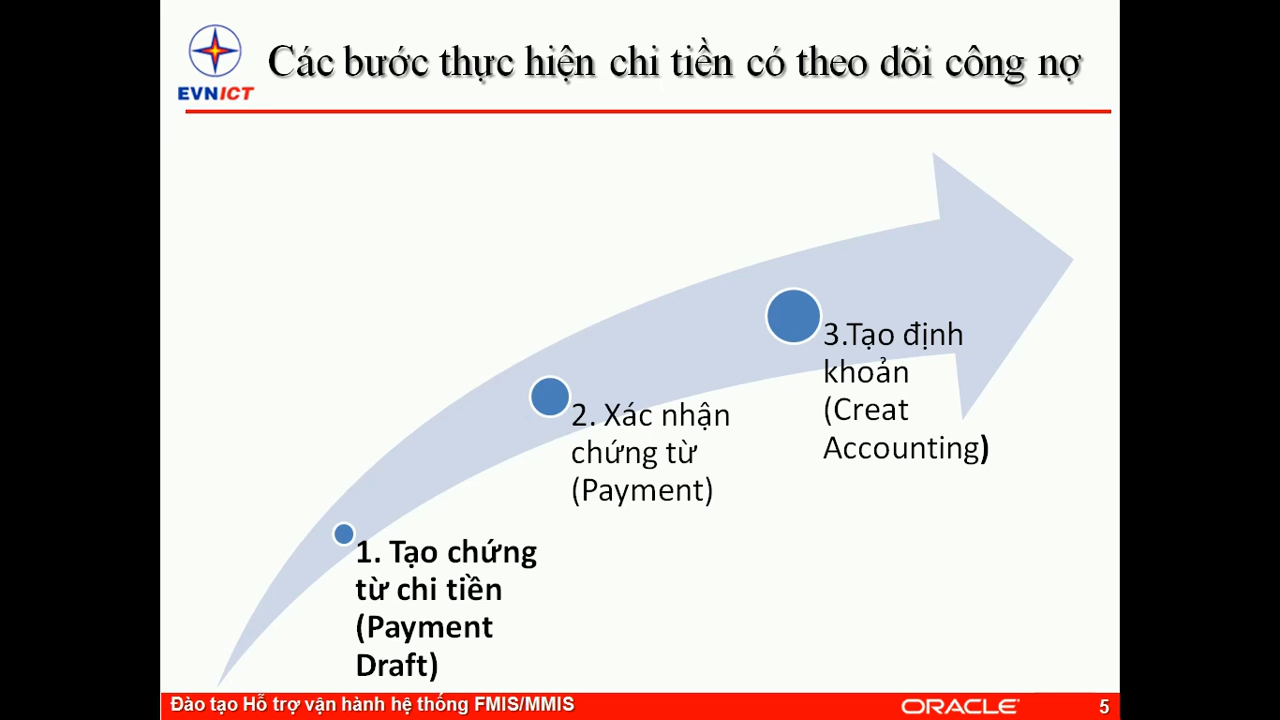 EVNICT
Các bước thực hiện chi tiền có theo dõi công nợ
3.Tạo định
khoản
(Creat
Accounting)
2. Xác nhận
chứng từ
(Payment)
1. Tạo chứng
từ chi tiền
(Payment
Draft)
Đào tạo Hỗ trợ vận hành hệ thống FMIS/MMIS
ORACLE
5